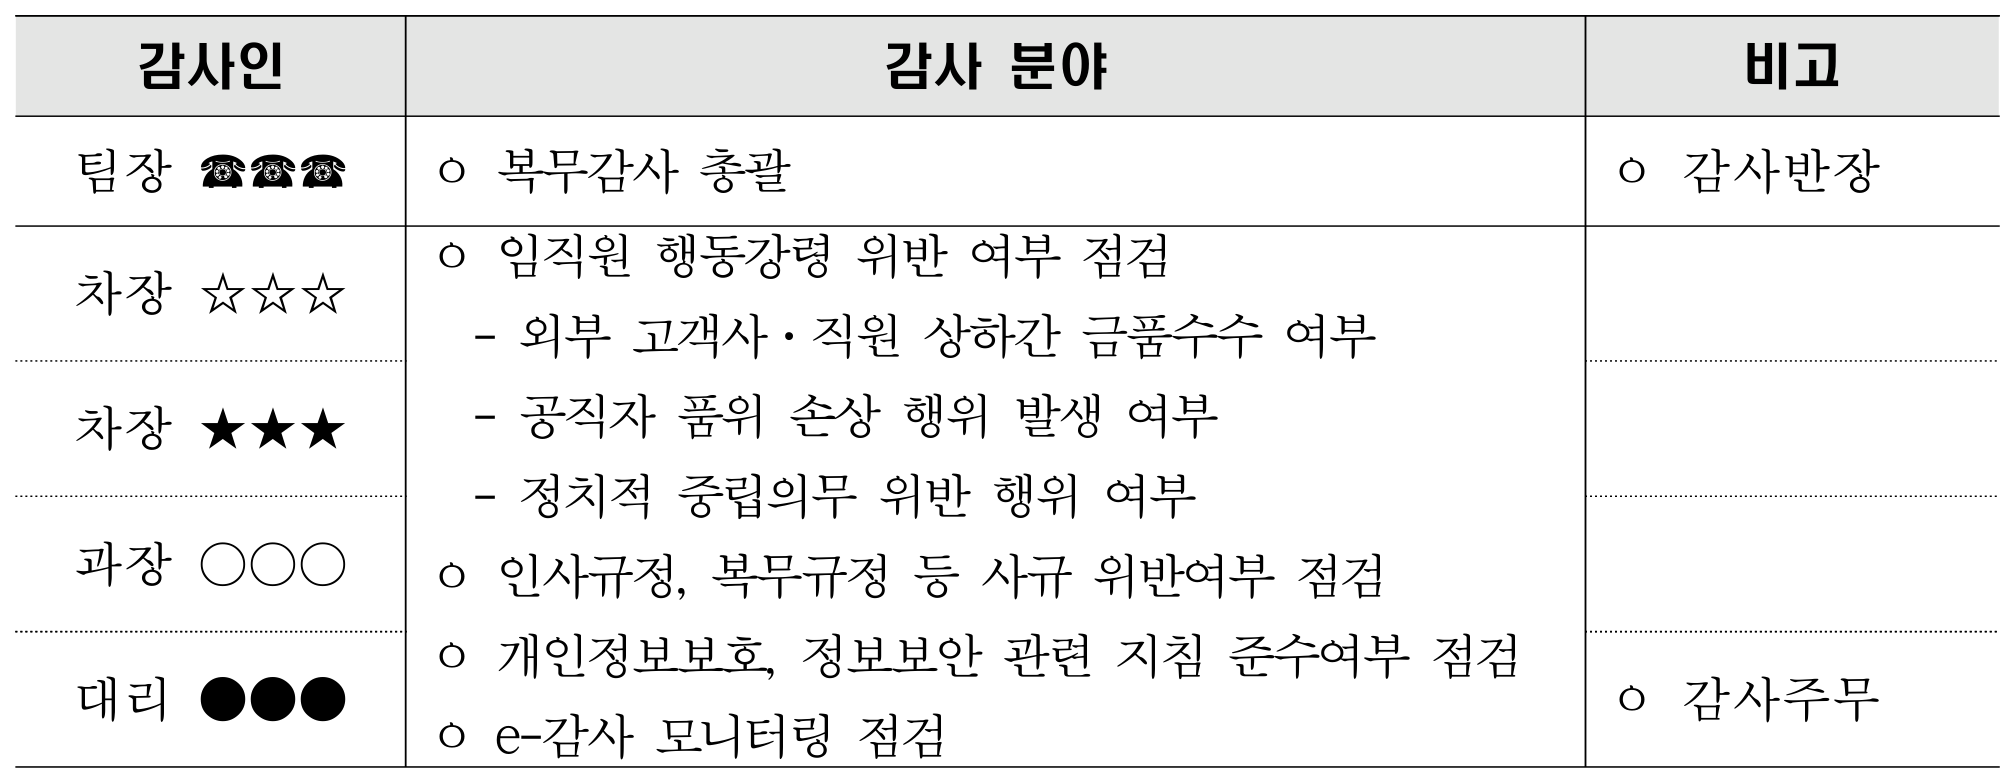 감사인 감사 분야 비고
팀장 ☎☎☎ ㅇ 복무감사 총괄 ㅇ 감사반장
차장 ☆☆☆
차장 ★★★
과장 ○○○
대리 ●●●
ㅇ 임직원 행동강령 위반 여부 점검
- 외부 고객사·직원 상하간 금품수수 여부
- 공직자 품위 손상 행위 발생 여부
- 정치적 중립의무 위반 행위 여부
ㅇ 인사규정, 복무규정 등 사규 위반여부 점검
ㅇ 개인정보보호, 정보보안 관련 지침 준수여부 점검
ㅇ e-감사 모니터링 점검
ㅇ 감사주무